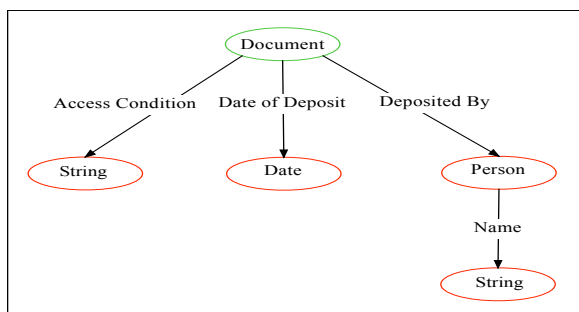 Document
Access Condition
Date of Deposit
Deposited By
String
Date
Person
Name
String